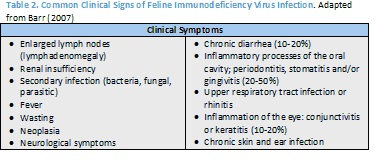 Table 2. Common Clinical Signs of Feline Immunodeficiency Virus Infection. Adapted
from Barr (2007)
Clinical Symptoms
• Enlarged lymph nodes
(lymphadenomegaly)
• Renal insufficiency
• Secondary infection (bacteria, fungal,
parasitic)
• Fever
• Wasting
• Neoplasia
• Neurological symptoms
• Chronic diarrhea (10-20%)
• Inflammatory processes of the oral
cavity; periodontits, stomatitis and/or
gingivitis (20-50%)
• Upper respiratory tract infection or
rhinitis
• Inflammation of the eye: conjunctivitis
or keratitis (10-20%)
• Chronic skin and ear infection